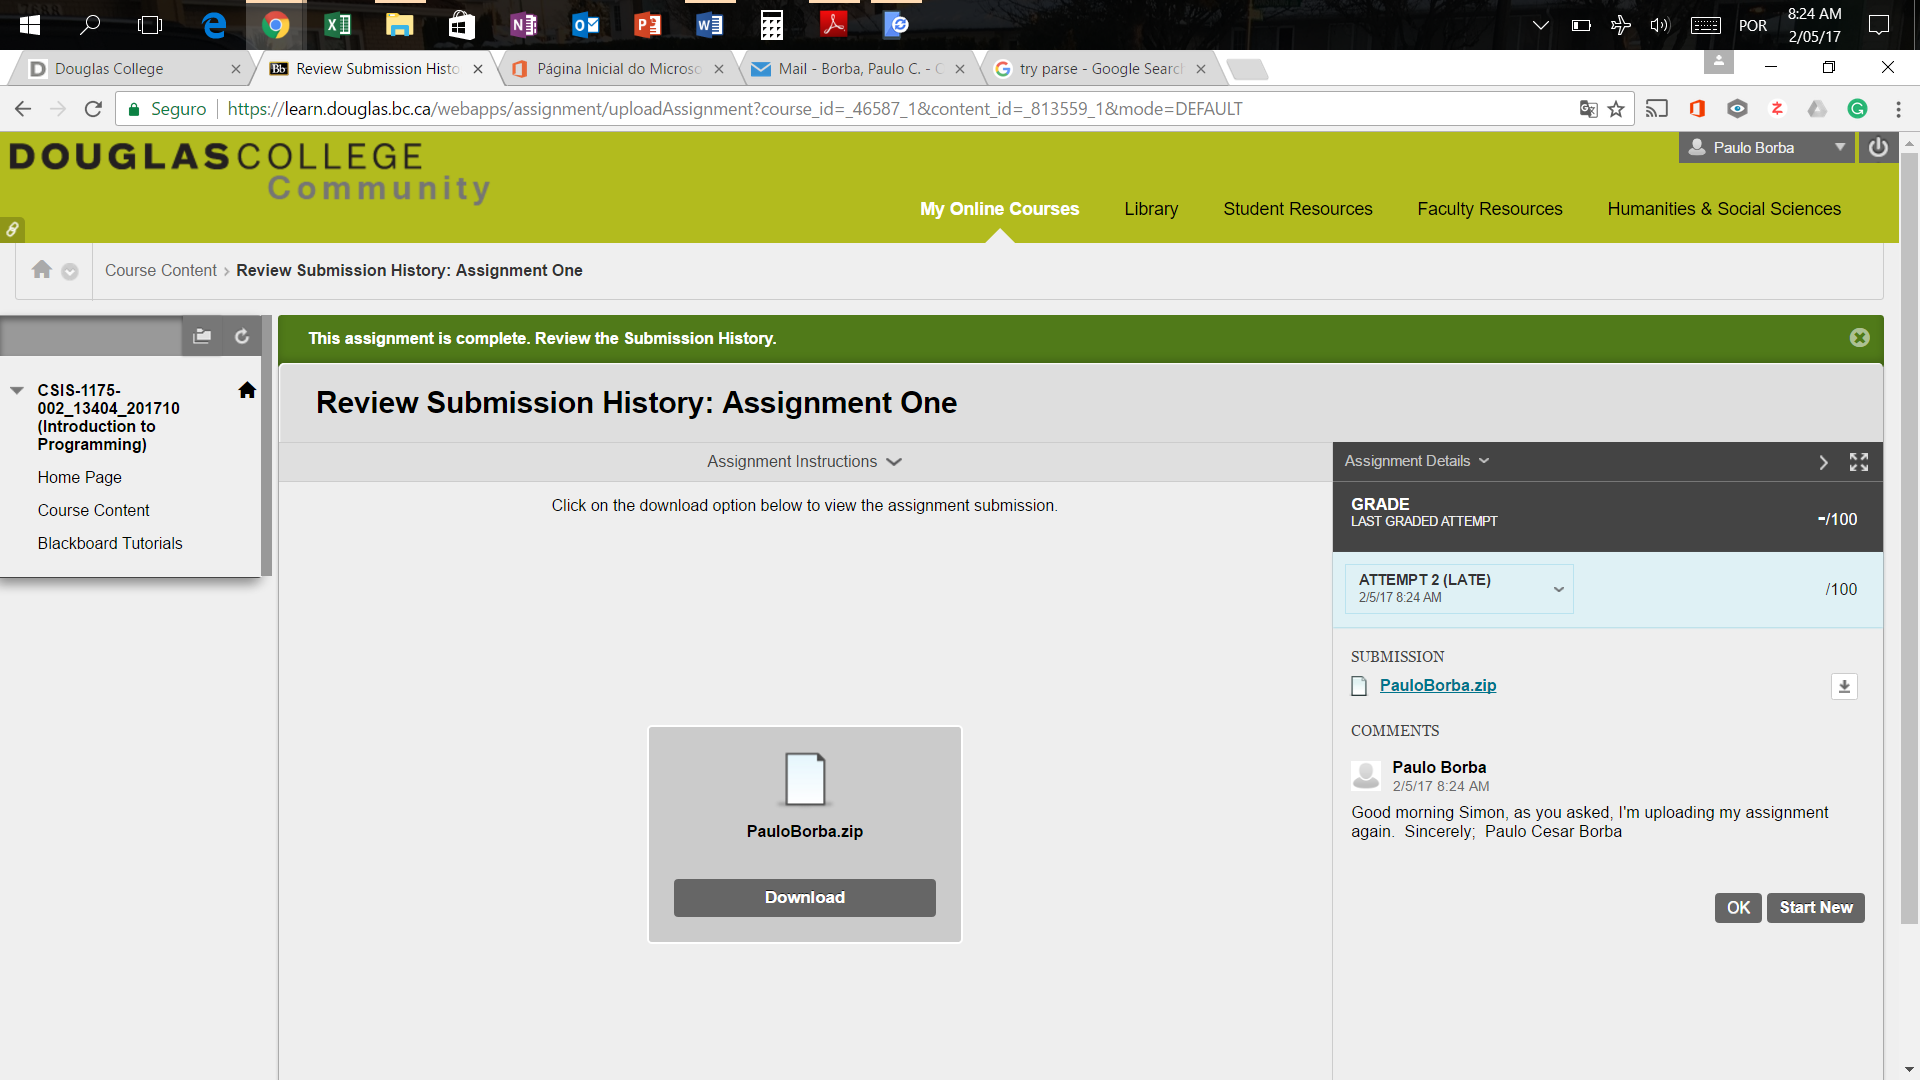 POR
8:24 AM
2/05/17
Douglas College
Review Submission Histo
Página Inicial do Microso
Mail - Borba, Paulo C. - O
try parse - Google Search
Seguro
https://learn.douglas.bc.ca/webapps/assignment/uploadAssignment?course_id=_46587_1&content_id=_813559_1&mode=DEFAULT
DOUGLASCOLLEGE
Community
Paulo Borba
My Online Courses
Library
Student Resources
Faculty Resources
Humanities & Social Sciences
Course Content › Review Submission History: Assignment One
This assignment is complete. Review the Submission History.
CSIS-1175-
002_13404_201710
(Introduction to
Programming)
Home Page
Course Content
Blackboard Tutorials
Review Submission History: Assignment One
Assignment Instructions
Click on the download option below to view the assignment submission.
PauloBorba.zip
Download
Assignment Details
GRADE
LAST GRADED ATTEMPT
-/100
ATTEMPT 2 (LATE)
2/5/17 8:24 AM
/100
SUBMISSION
PauloBorba.zip
COMMENTS
Paulo Borba
2/5/17 8:24 AM
Good morning Simon, as you asked, I'm uploading my assignment
again.  Sincerely;  Paulo Cesar Borba
OK
Start New